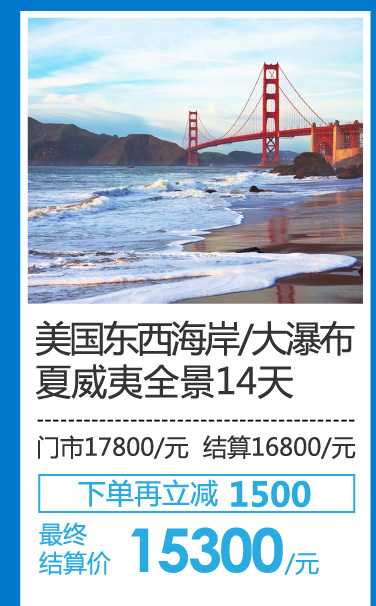 美国东西海岸/大瀑布
夏威夷全景14天
门市17800/元 结算16800/元
下单再立减 1500
最终
结算价 15300/元